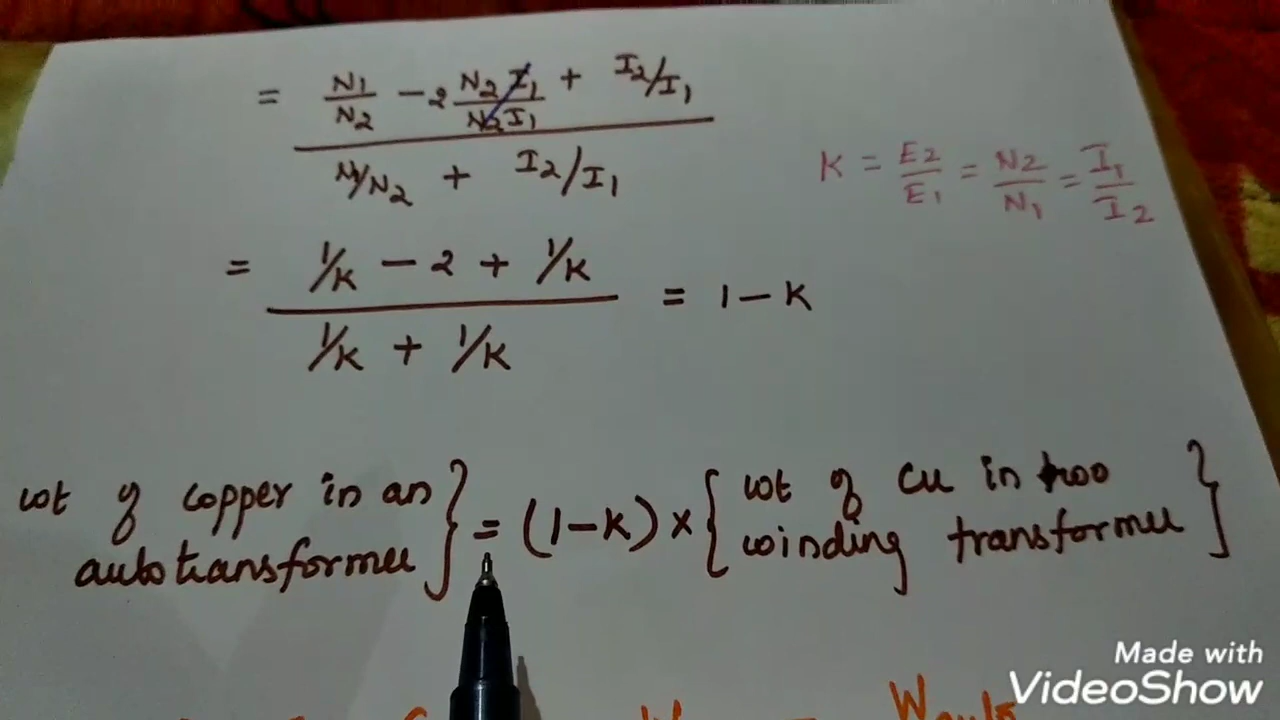 = N1/N2 - 2 N2 I1/N2 I1 + I2/I1
N1/N2 + I2/I1
K = E2/E1 = N2/N1 = I1/I2
= 1/K - 2 + 1/K
1/K + 1/K
= 1 - K
wt of copper in an
autotransformer
} = (1-K) × {
wt of cu in two
winding transformer
}
Made with
VideoShow